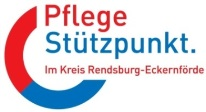 Pflege
Stützpunkt.
Im Kreis Rendsburg-Eckernförde